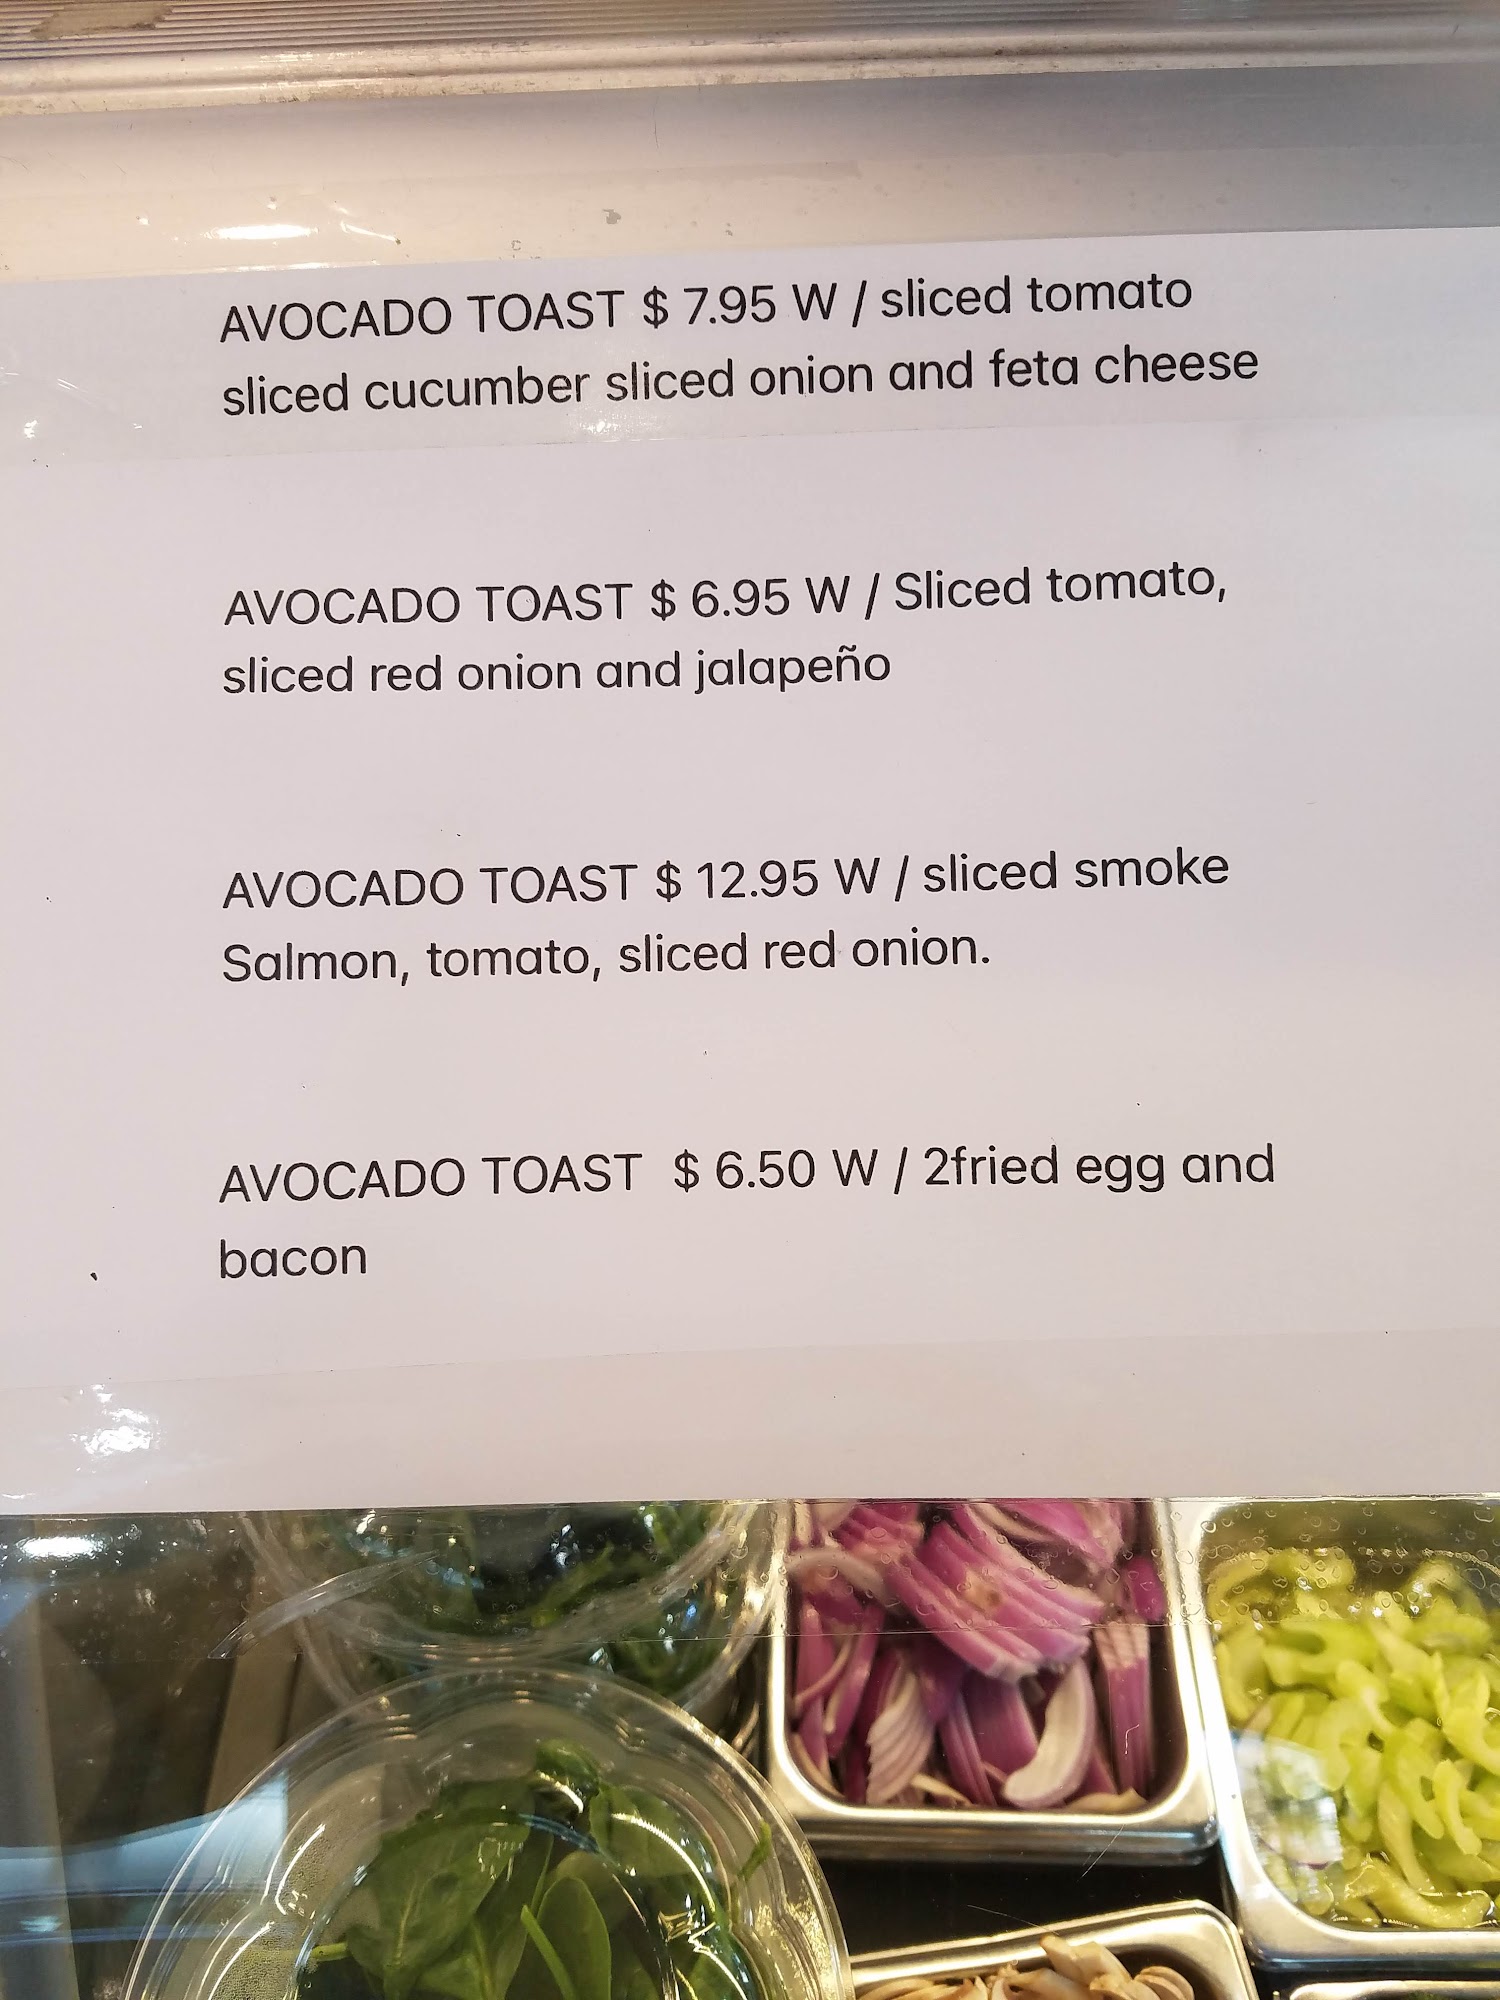 AVOCADO TOAST $ 7.95 W / sliced tomato
sliced cucumber sliced onion and feta cheese
AVOCADO TOAST $ 6.95 W / Sliced tomato,
sliced red onion and jalapeño
AVOCADO TOAST $ 12.95 W / sliced smoke
Salmon, tomato, sliced red onion.
AVOCADO TOAST $ 6.50 W / 2fried egg and
bacon